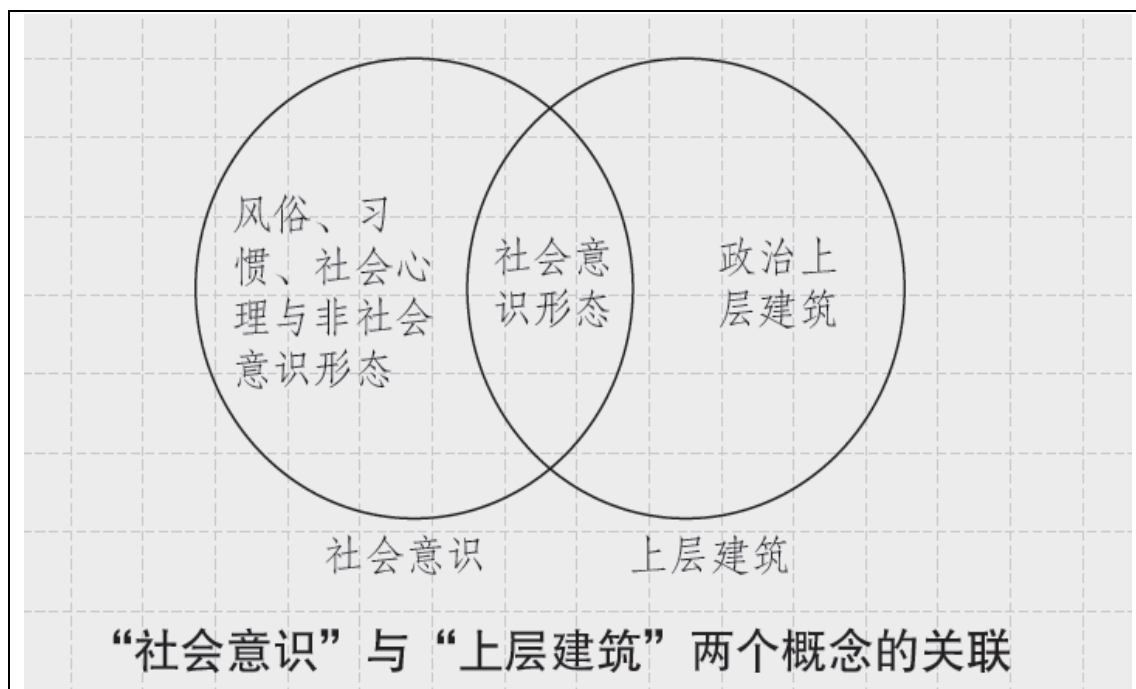 风俗、习
惯、社会心
理与非社会
意识形态
社会意
识形态
政治上
层建筑
社会意识
上层建筑
“社会意识”与“上层建筑”两个概念的关联